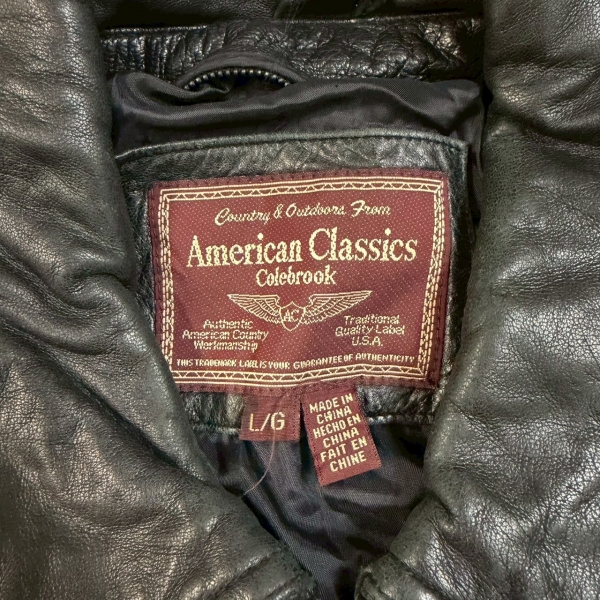 Country & Outdoors From
American Classics
Colebrook
AC
Authentic
American Country
Workmanship
Traditional
Quality Label
U.S.A.
THIS TRADEMARK LABEL IS YOUR GUARANTEE OF AUTHENTICITY
L/G
MADE IN
CHINA
HECHO EN
CHINA
FAIT EN
CHINE